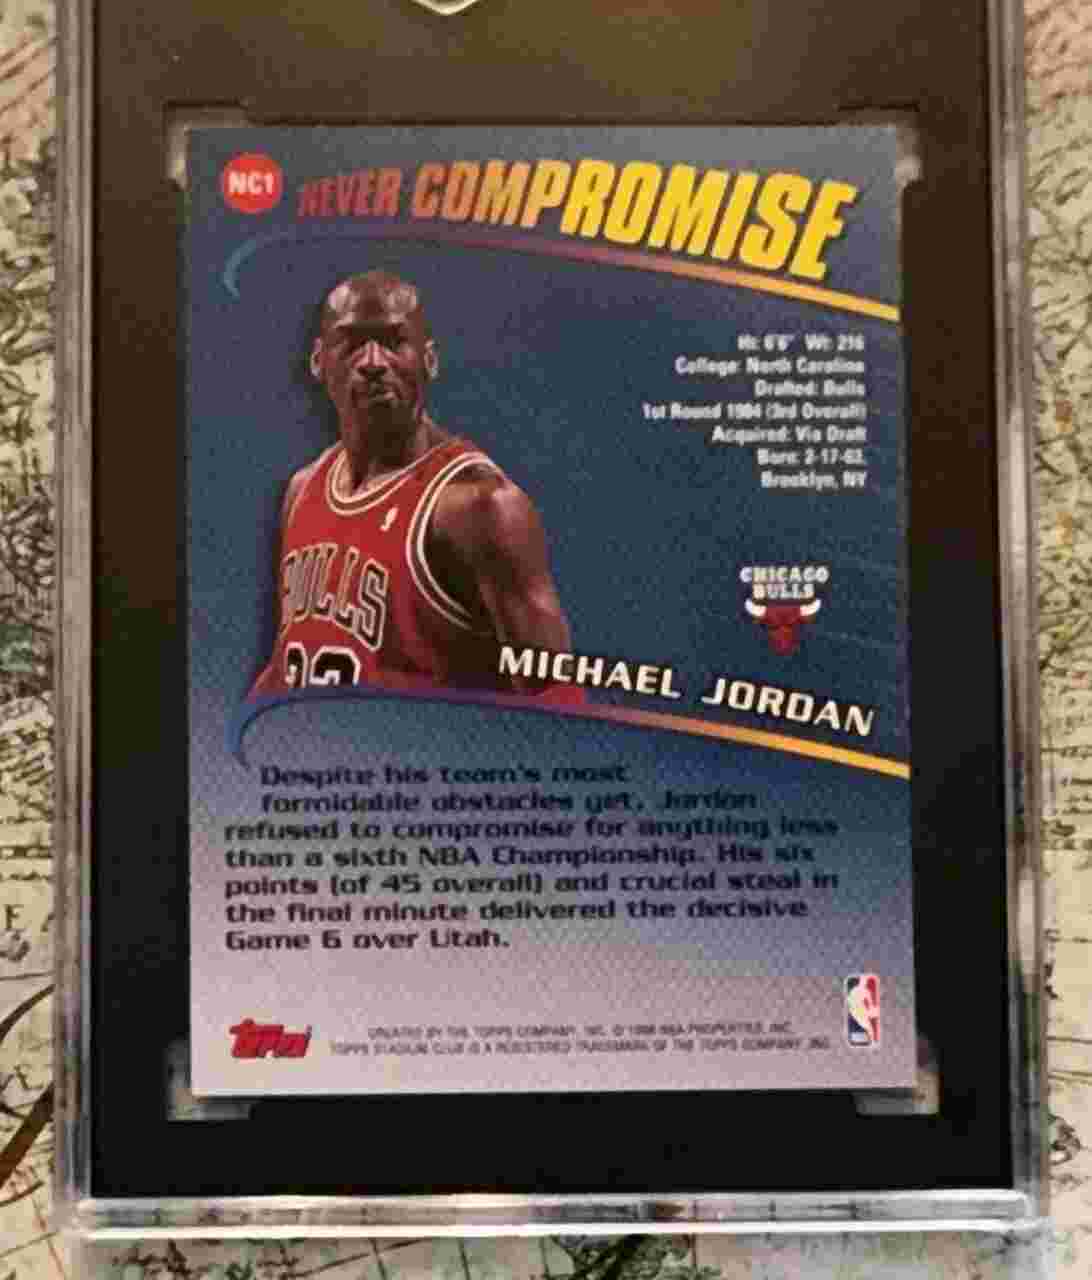 NC1
NEVER COMPROMISE
Ht: 6'6" Wt: 216
College: North Carolina
Drafted: Bulls
1st Round 1984 (3rd Overall)
Acquired: Via Draft
Born: 2-17-63,
Brooklyn, NY
CHICAGO
BULLS
BULLS
23
MICHAEL JORDAN
Despite his team's most
formidable obstacles yet, Jordan
refused to compromise for anything less
than a sixth NBA Championship. His six
points (of 45 overall) and crucial steal in
the final minute delivered the decisive
Game 6 over Utah.
Topps
CREATED BY THE TOPPS COMPANY, INC. © 1998 NBA PROPERTIES, INC.
TOPPS STADIUM CLUB IS A REGISTERED TRADEMARK OF THE TOPPS COMPANY, INC.